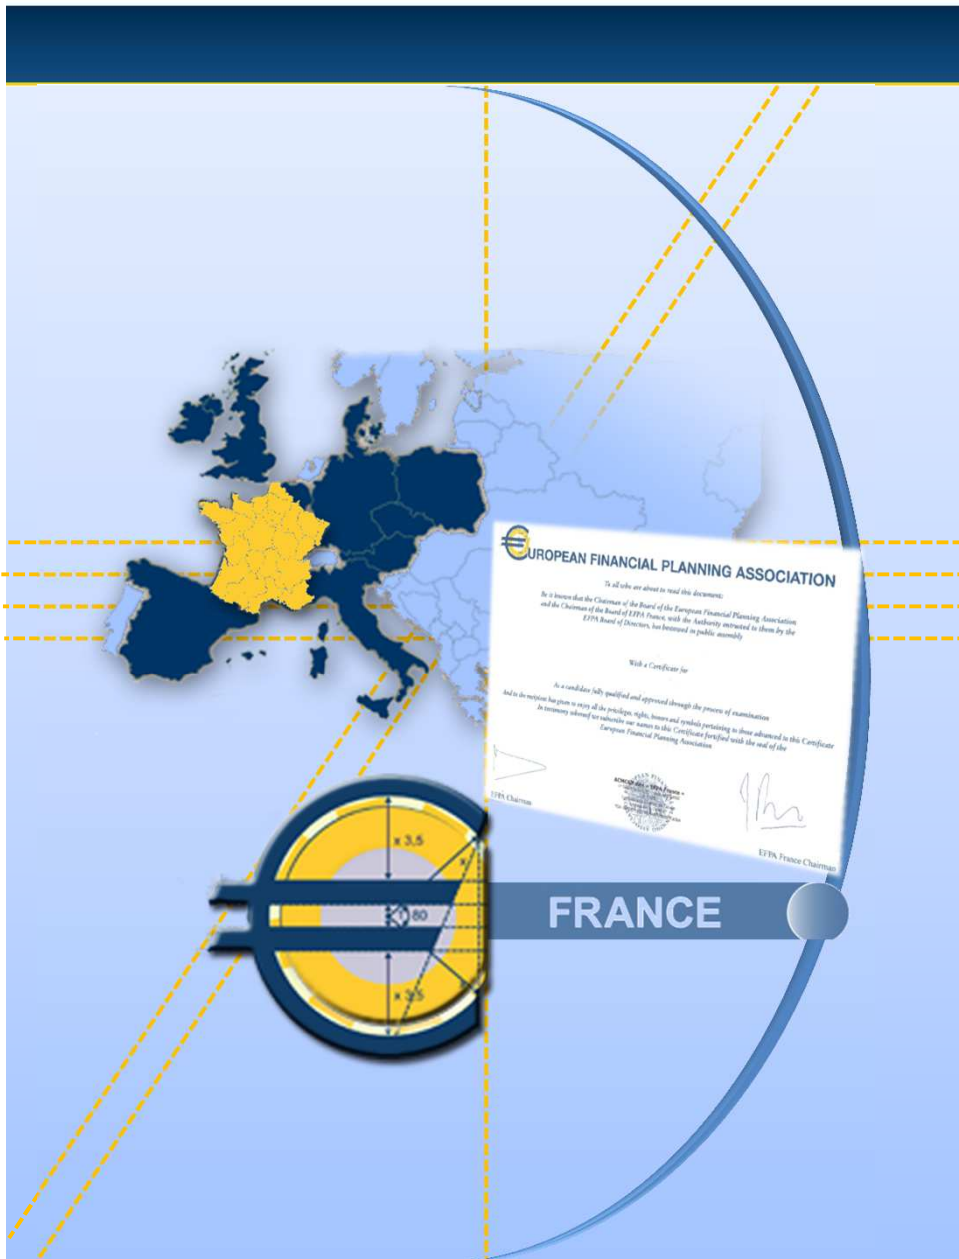 EUROPEAN FINANCIAL PLANNING ASSOCIATION
To all who are about to read this document:
Be it known that the Chairman of the Board of the European Financial Planning Association
and the Chairman of the Board of EFPA France, with the Authority entrusted to them by the
EFPA Board of Directors, has bestowed in public assembly
With a Certificate for
As a candidate fully qualified and approved through the process of examination
And to the recipient has given to enjoy all the privileges, rights, honors and symbols pertaining to those advanced to this Certificate
In testimony whereof we subscribe our names to this Certificate fortified with the seal of the
European Financial Planning Association
EFPA Chairman
EFPA France Chairman
x 3,5
x
80
x 3,5
FRANCE